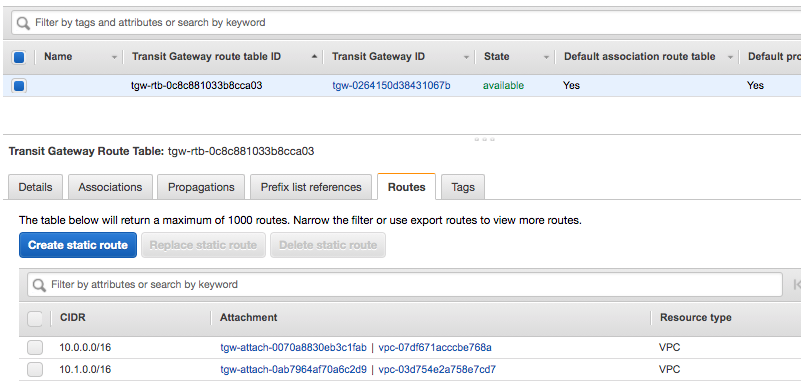 Filter by tags and attributes or search by keyword
Name Transit Gateway route table ID Transit Gateway ID State Default association route table Default pro
tgw-rtb-0c8c881033b8cca03 tgw-0264150d38431067b available Yes Yes
Transit Gateway Route Table: tgw-rtb-0c8c881033b8cca03
Details Associations Propagations Prefix list references Routes Tags
The table below will return a maximum of 1000 routes. Narrow the filter or use export routes to view more routes.
Create static route Replace static route Delete static route
Filter by attributes or search by keyword
CIDR Attachment Resource type
10.0.0.0/16 tgw-attach-0070a8830eb3c1fab | vpc-07df671acccbe768a VPC
10.1.0.0/16 tgw-attach-0ab7964af70a6c2d9 | vpc-03d754e2a758e7cd7 VPC